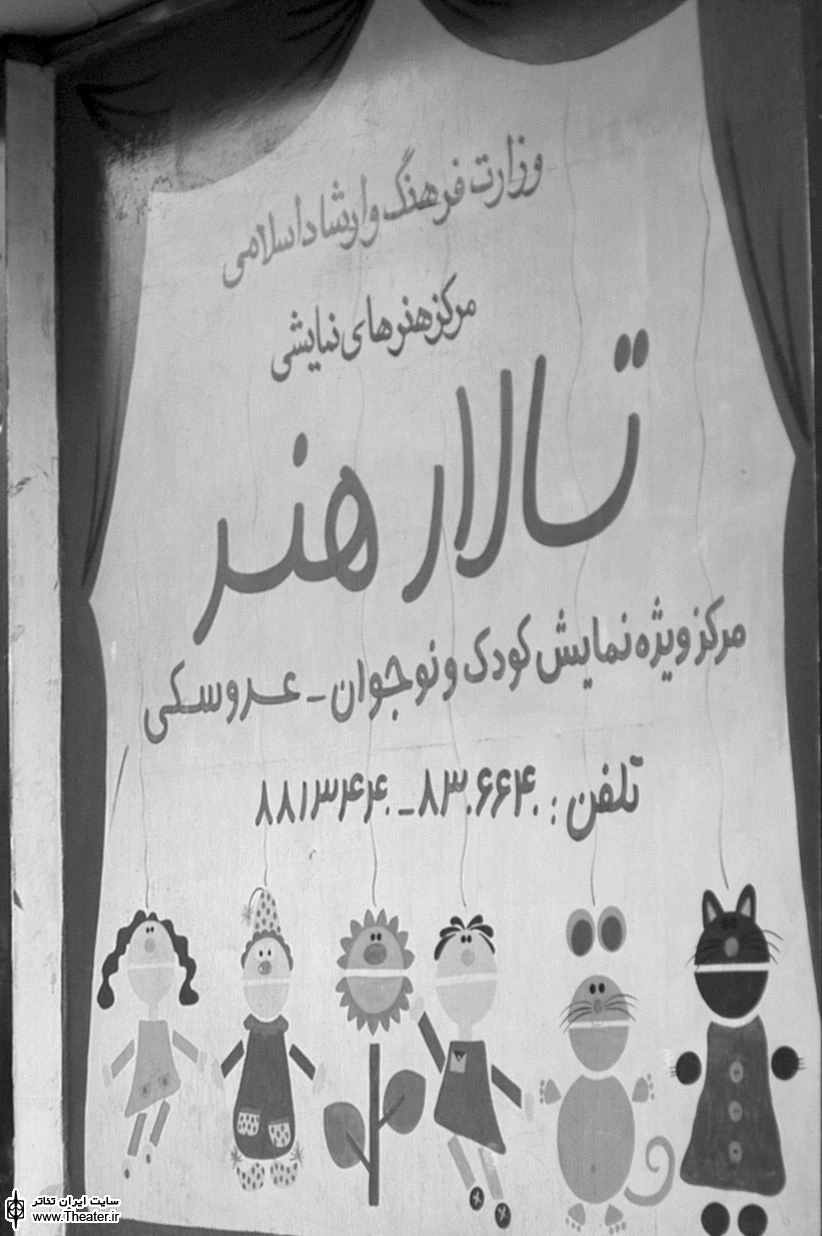 وزارت فرهنگ و ارشاد اسلامی
مرکز هنرهای نمایشی
تالار هنر
مرکز ویژه نمایش کودک و نوجوان - عروسکی
تلفن : ۸۳۰۶۶۴۰ - ۸۸۱۳۴۴۰
سایت ایران تئاتر
www.Theater.ir